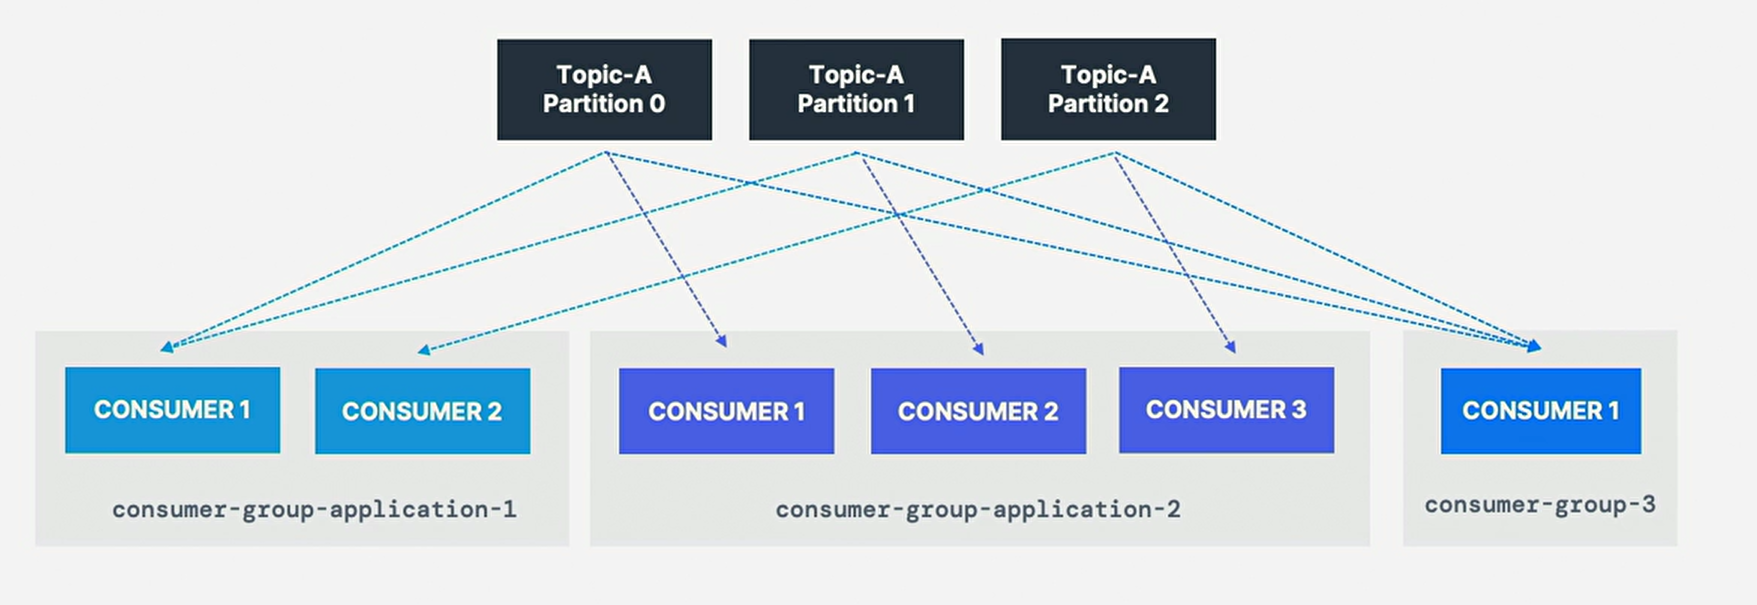 Topic-A
Partition 0
Topic-A
Partition 1
Topic-A
Partition 2
CONSUMER 1
CONSUMER 2
consumer-group-application-1
CONSUMER 1
CONSUMER 2
CONSUMER 3
consumer-group-application-2
CONSUMER 1
consumer-group-3